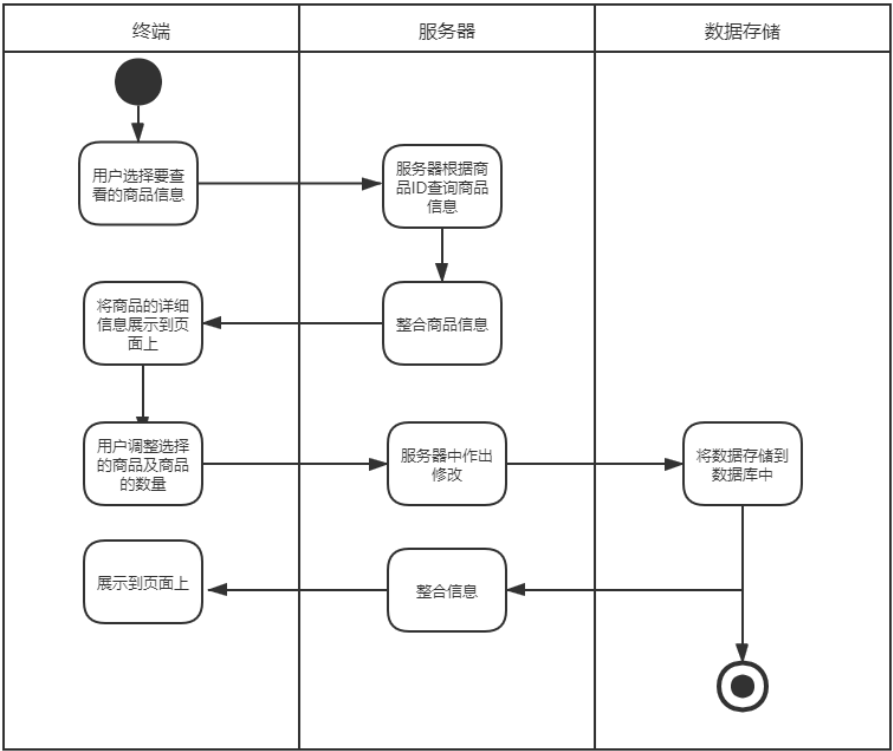 终端
服务器
数据存储
用户选择要查
看的商品信息
服务器根据商
品ID查询商品
信息
将商品的详细
信息展示到页
面上
整合商品信息
用户调整选择
的商品及商品
的数量
服务器中作出
修改
将数据存储到
数据库中
展示到页面上
整合信息